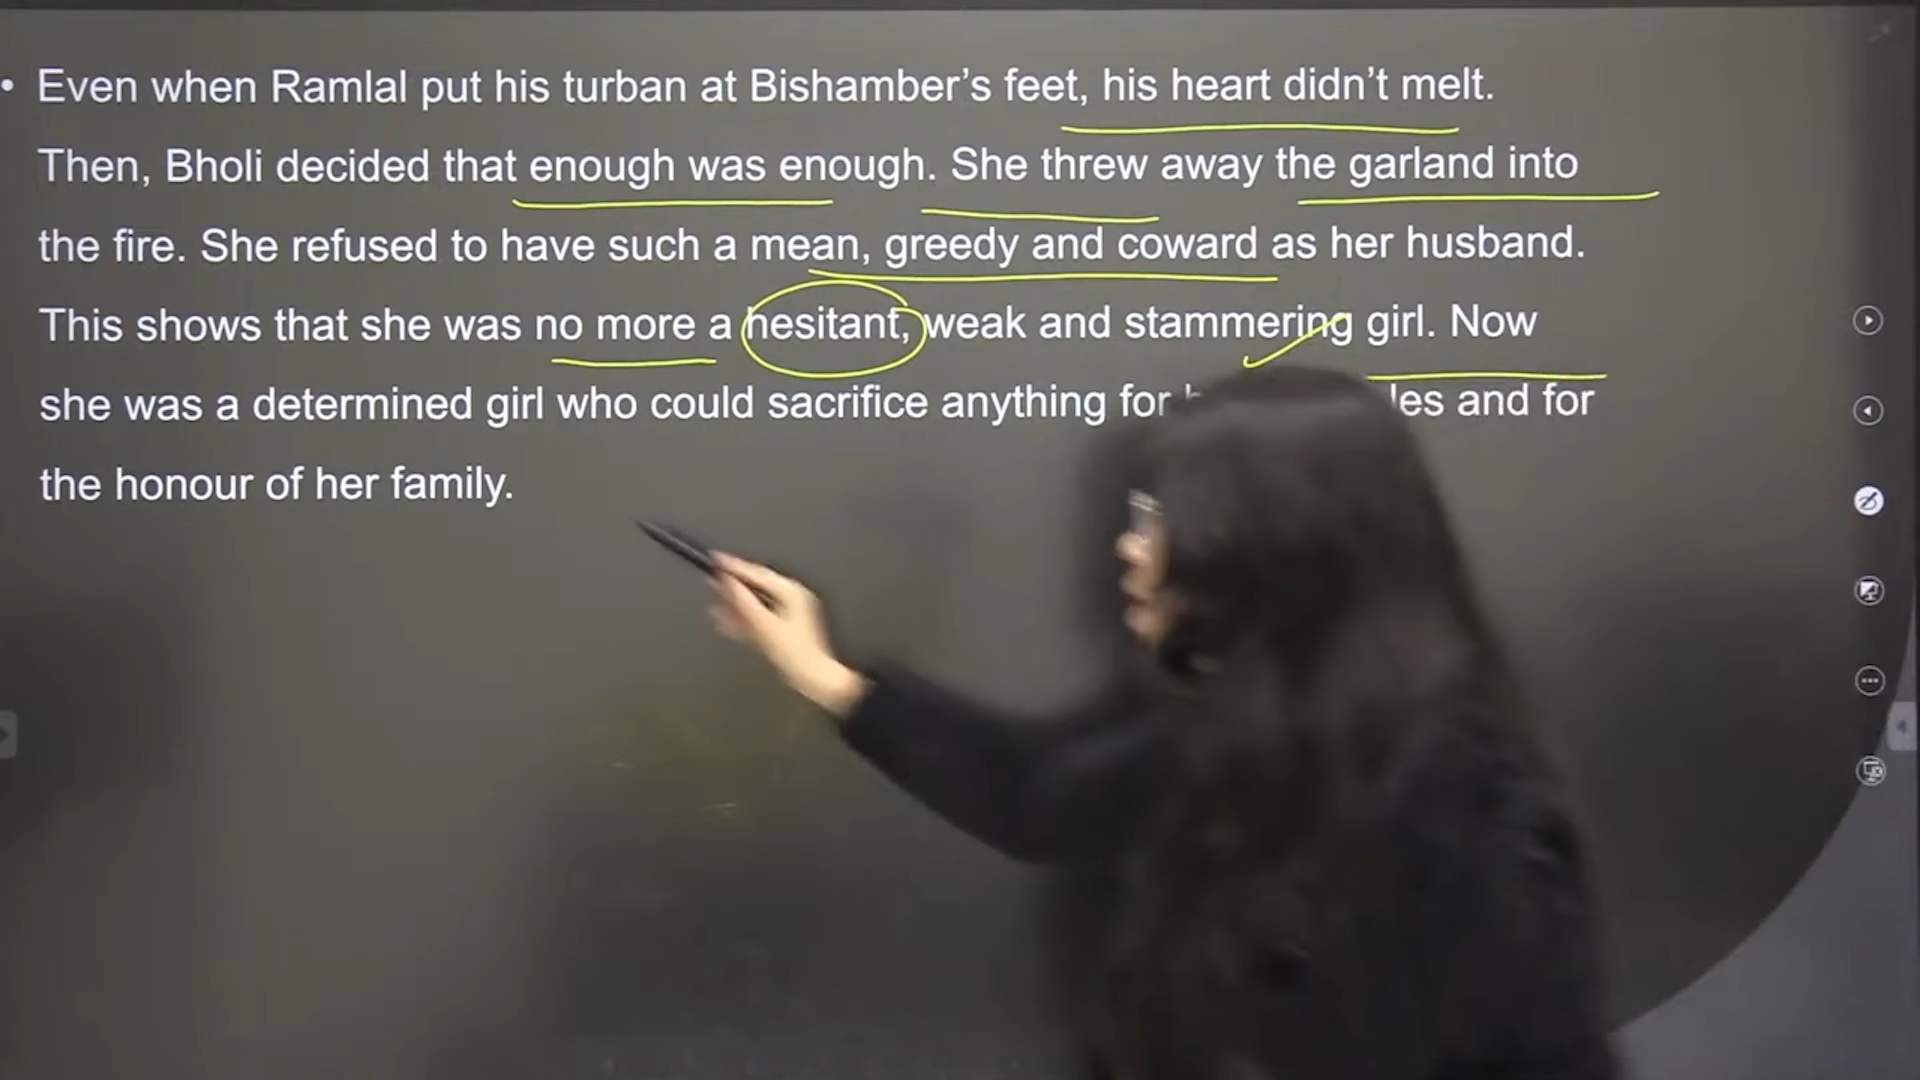 • Even when Ramlal put his turban at Bishamber’s feet, his heart didn’t melt.
Then, Bholi decided that enough was enough. She threw away the garland into
the fire. She refused to have such a mean, greedy and coward as her husband.
This shows that she was no more a hesitant, weak and stammering girl. Now
she was a determined girl who could sacrifice anything for and for
the honour of her family.